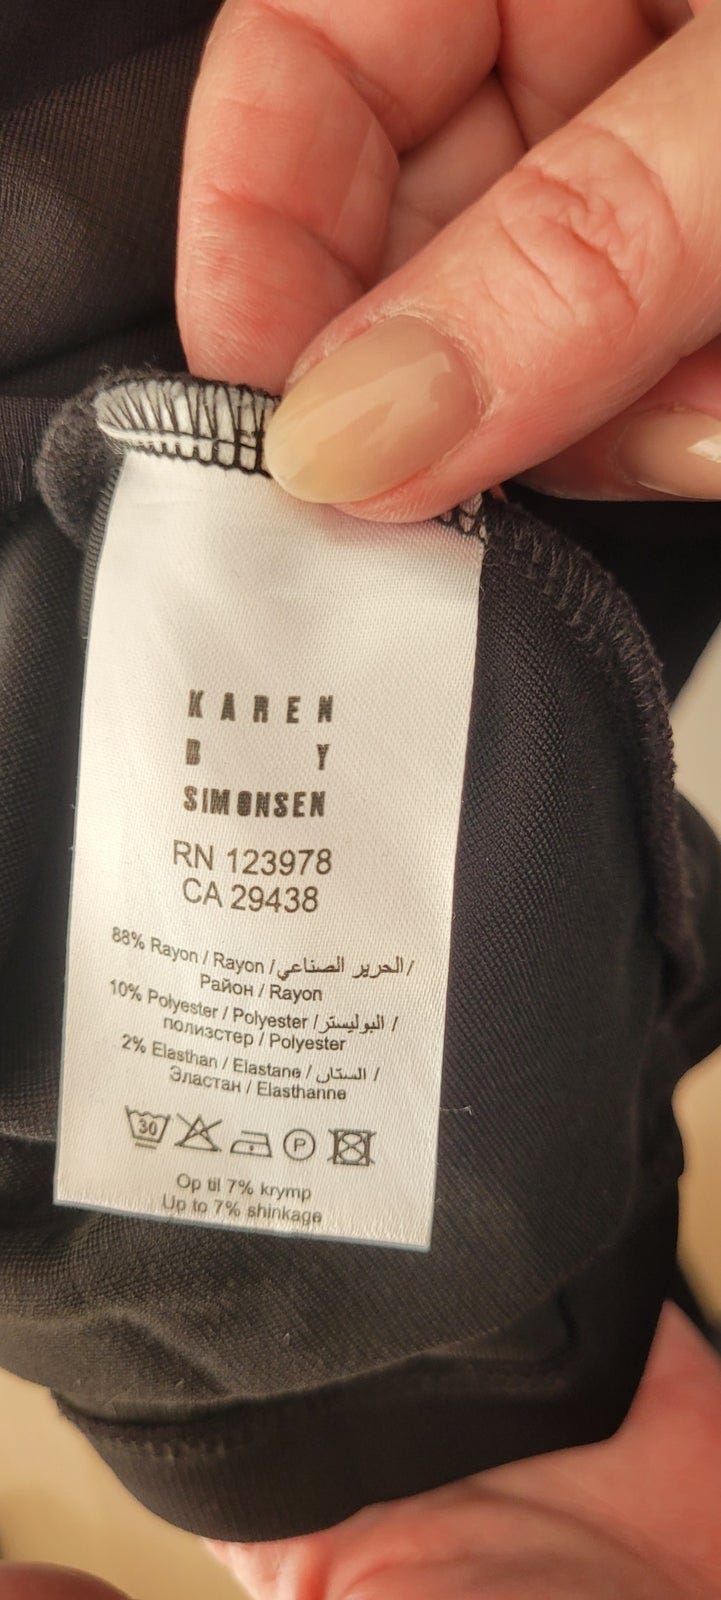 KAREN
BY
SIMONSEN
RN 123978
CA 29438
88% Rayon / Rayon / الحرير الصناعي /
Район / Rayon
10% Polyester / Polyester / البوليستر /
полиэстер / Polyester
2% Elasthan / Elastane / الستان /
Эластан / Elasthanne
30 P
Op til 7% krymp
Up to 7% shinkage